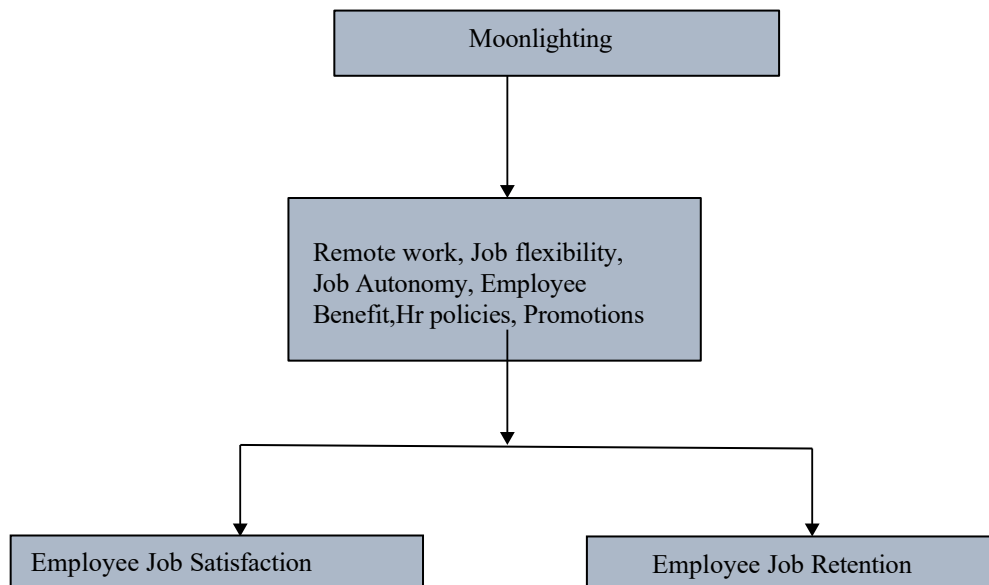 Moonlighting
Remote work, Job flexibility,
Job Autonomy, Employee
Benefit,Hr policies, Promotions
Employee Job Satisfaction
Employee Job Retention